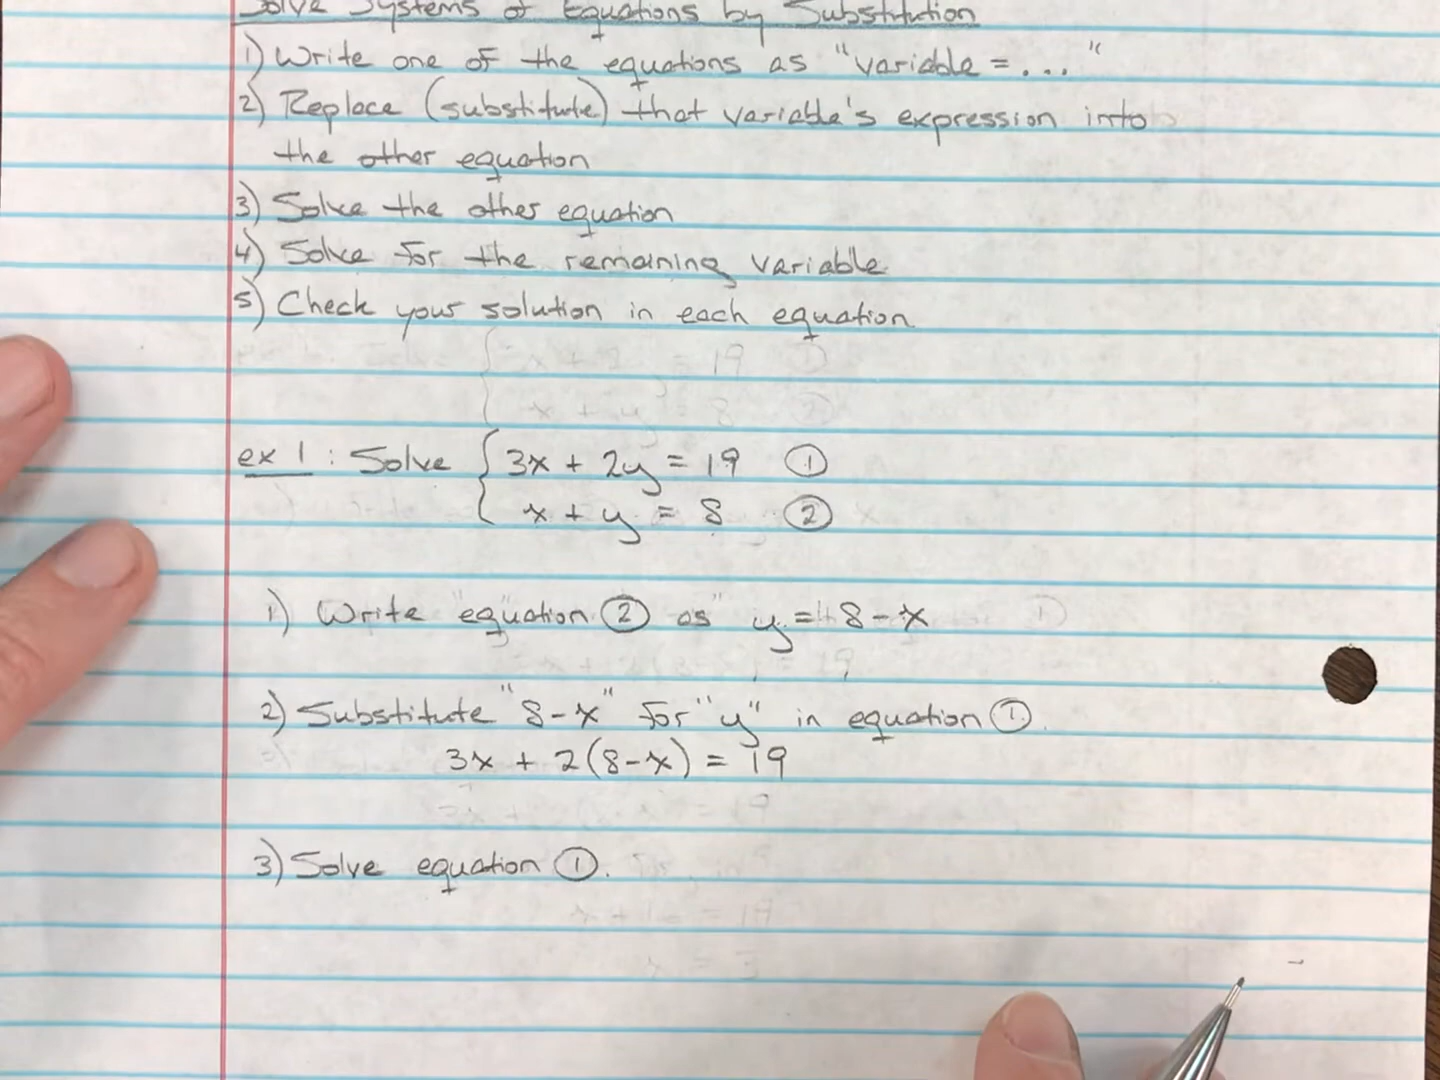 Solve Systems of Equations by Substitution
1) Write one of the equations as "variable = ..."
2) Replace (substitute) that variable's expression into
the other equation
3) Solve the other equation
4) Solve for the remaining variable.
5) Check your solution in each equation
ex 1: Solve { 3x + 2y = 19 ①
x + y = 8 ②
1) Write equation ② as y = 8 - x
2) Substitute "8-x" for "y" in equation ①.
3x + 2(8-x) = 19
3) Solve equation ①.